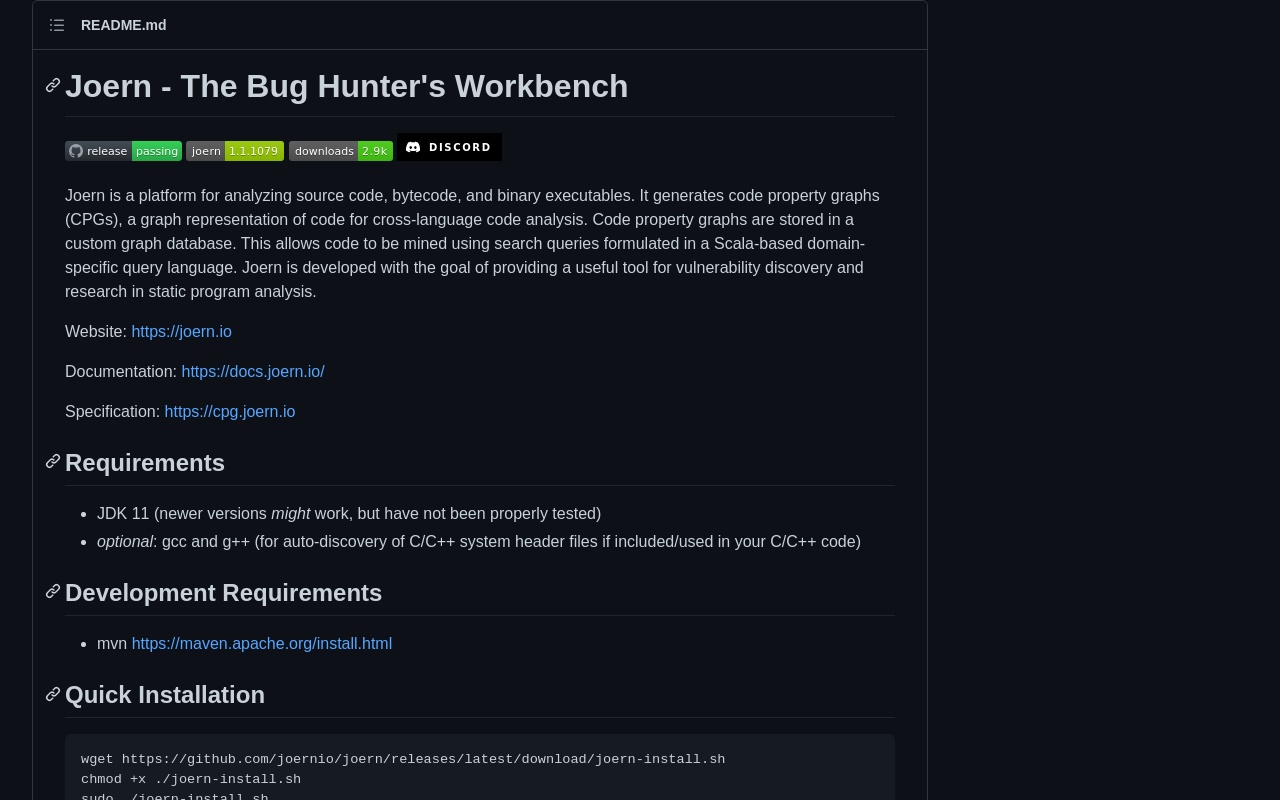 README.md
Joern - The Bug Hunter's Workbench
release passing joern 1.1.1079 downloads 2.9k DISCORD
Joern is a platform for analyzing source code, bytecode, and binary executables. It generates code property graphs
(CPGs), a graph representation of code for cross-language code analysis. Code property graphs are stored in a
custom graph database. This allows code to be mined using search queries formulated in a Scala-based domain-
specific query language. Joern is developed with the goal of providing a useful tool for vulnerability discovery and
research in static program analysis.
Website: https://joern.io
Documentation: https://docs.joern.io/
Specification: https://cpg.joern.io
Requirements
JDK 11 (newer versions might work, but have not been properly tested)
optional: gcc and g++ (for auto-discovery of C/C++ system header files if included/used in your C/C++ code)
Development Requirements
mvn https://maven.apache.org/install.html
Quick Installation
wget https://github.com/joernio/joern/releases/latest/download/joern-install.sh
chmod +x ./joern-install.sh
sudo ./joern-install.sh